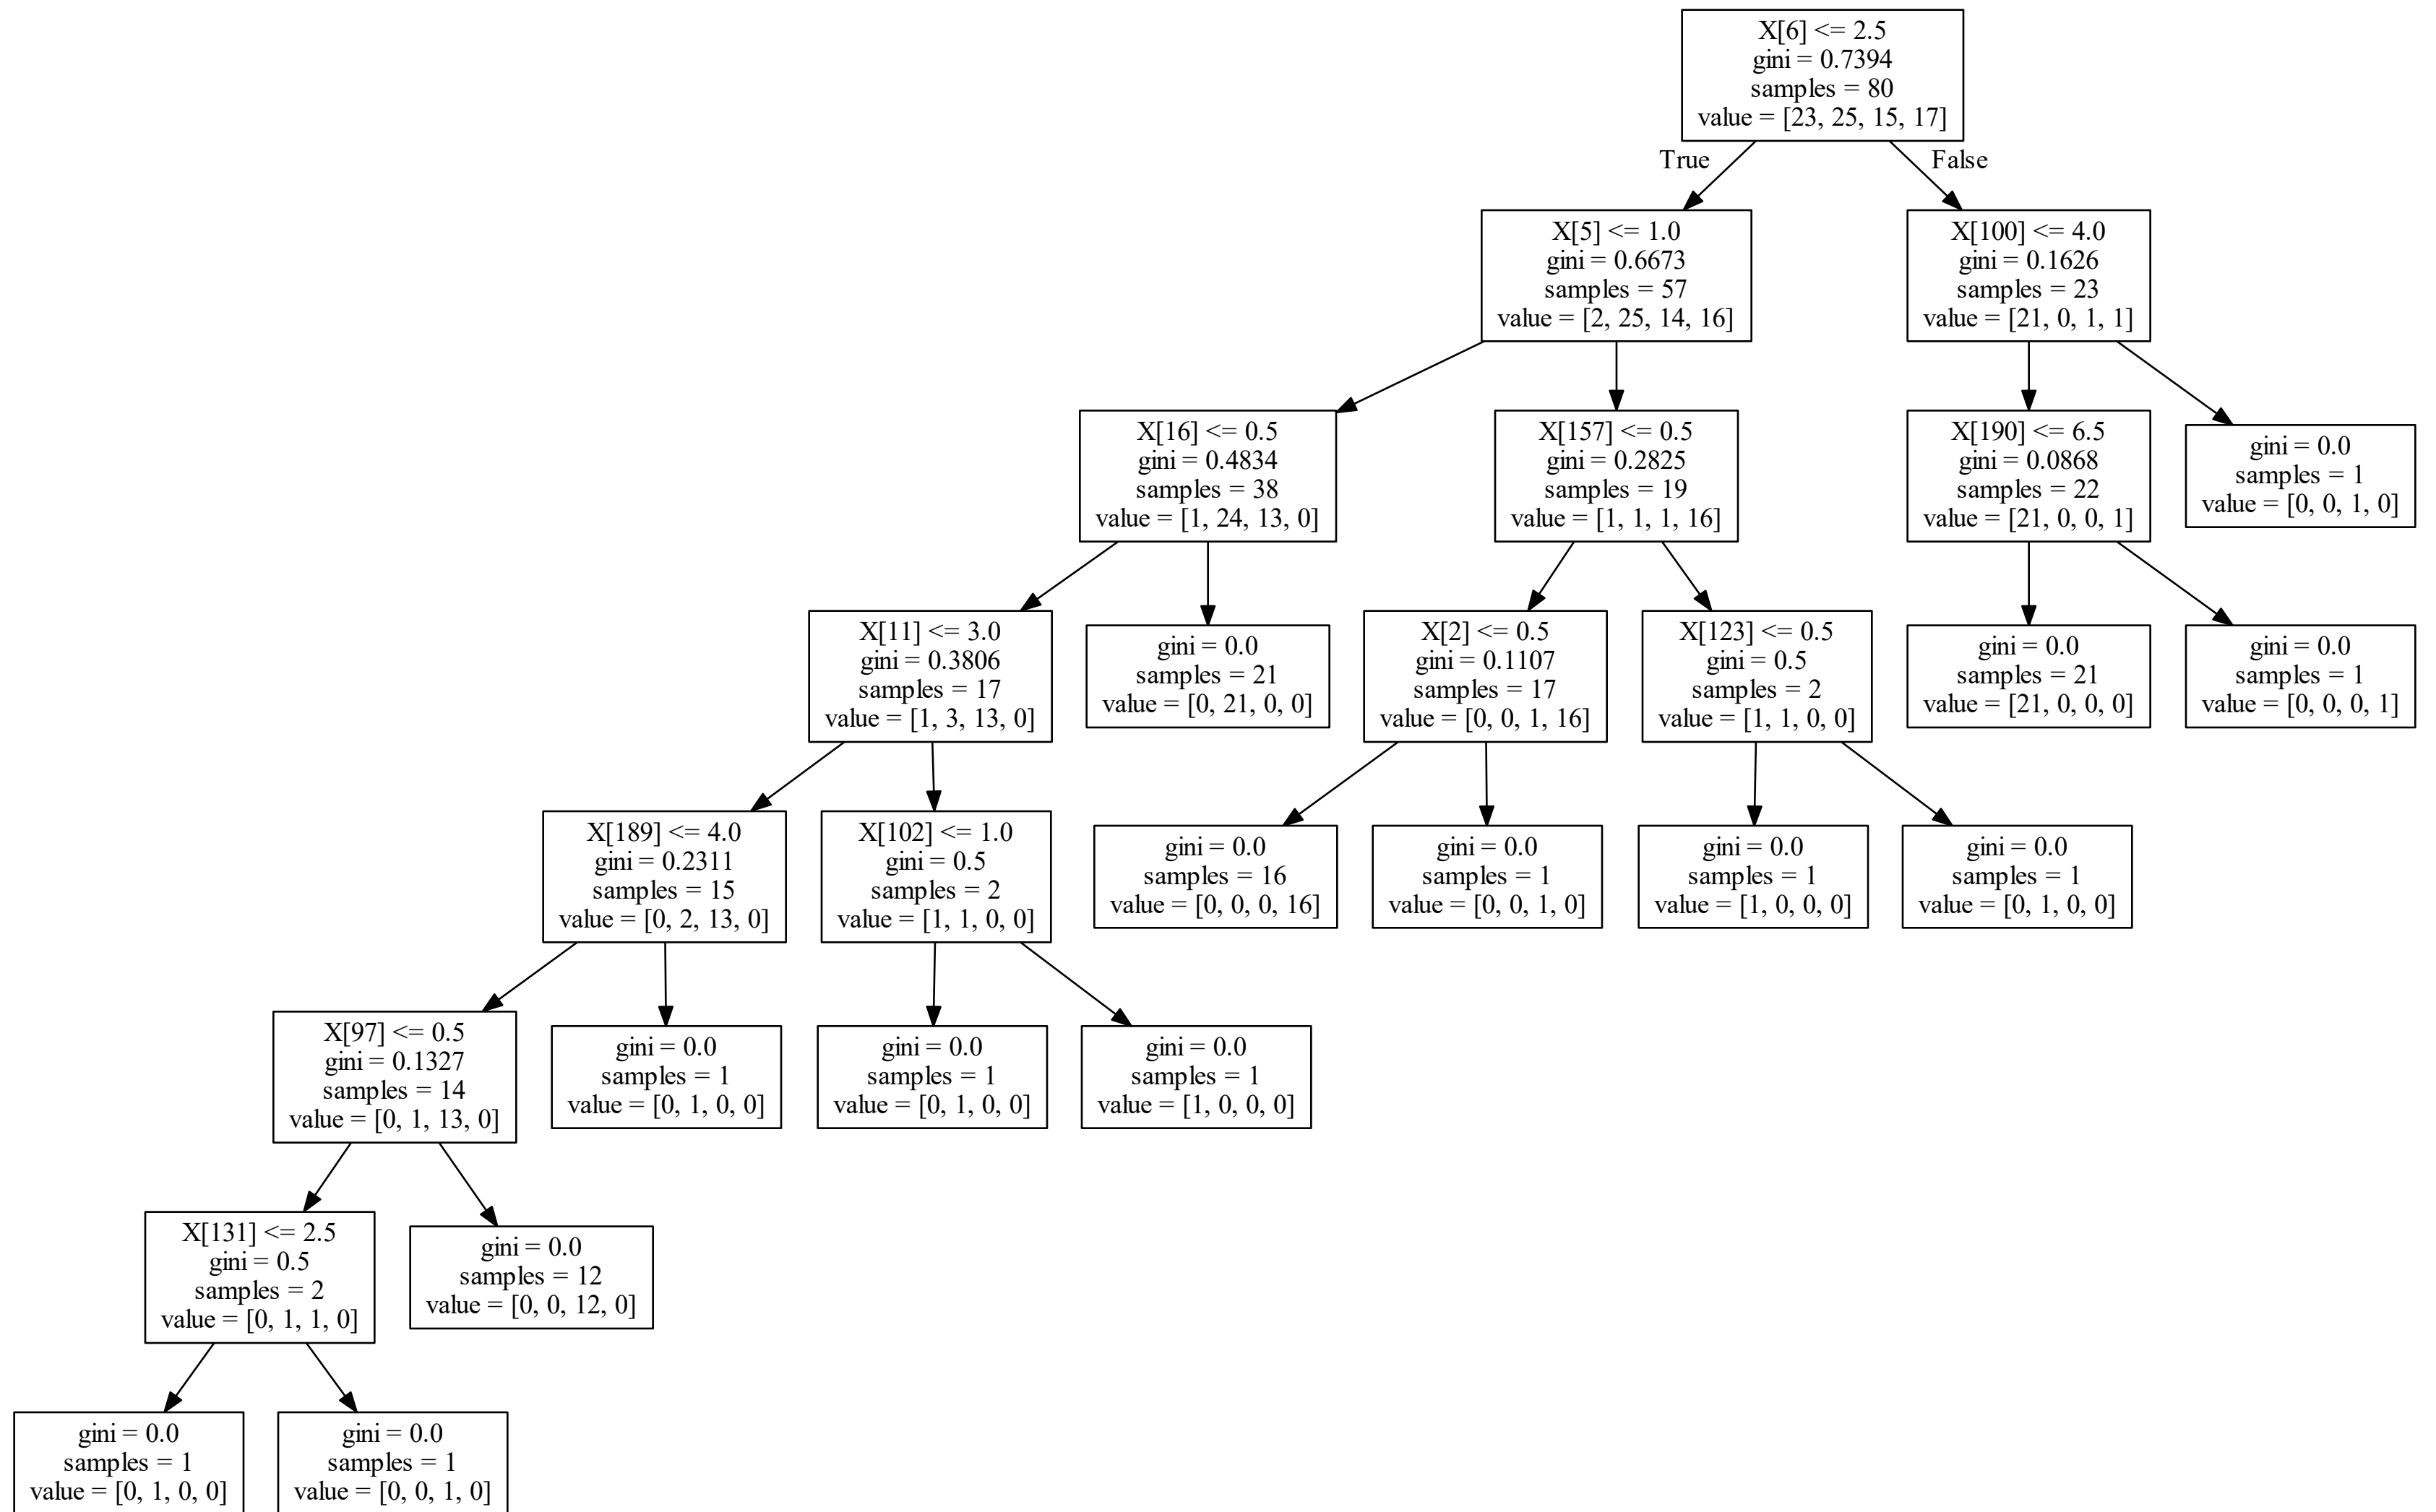 X[6] <= 2.5
gini = 0.7394
samples = 80
value = [23, 25, 15, 17]
True
False
X[5] <= 1.0
gini = 0.6673
samples = 57
value = [2, 25, 14, 16]
X[100] <= 4.0
gini = 0.1626
samples = 23
value = [21, 0, 1, 1]
X[16] <= 0.5
gini = 0.4834
samples = 38
value = [1, 24, 13, 0]
X[157] <= 0.5
gini = 0.2825
samples = 19
value = [1, 1, 1, 16]
X[190] <= 6.5
gini = 0.0868
samples = 22
value = [21, 0, 0, 1]
gini = 0.0
samples = 1
value = [0, 0, 1, 0]
X[11] <= 3.0
gini = 0.3806
samples = 17
value = [1, 3, 13, 0]
gini = 0.0
samples = 21
value = [0, 21, 0, 0]
X[2] <= 0.5
gini = 0.1107
samples = 17
value = [0, 0, 1, 16]
X[123] <= 0.5
gini = 0.5
samples = 2
value = [1, 1, 0, 0]
gini = 0.0
samples = 21
value = [21, 0, 0, 0]
gini = 0.0
samples = 1
value = [0, 0, 0, 1]
X[189] <= 4.0
gini = 0.2311
samples = 15
value = [0, 2, 13, 0]
X[102] <= 1.0
gini = 0.5
samples = 2
value = [1, 1, 0, 0]
gini = 0.0
samples = 16
value = [0, 0, 0, 16]
gini = 0.0
samples = 1
value = [0, 0, 1, 0]
gini = 0.0
samples = 1
value = [1, 0, 0, 0]
gini = 0.0
samples = 1
value = [0, 1, 0, 0]
X[97] <= 0.5
gini = 0.1327
samples = 14
value = [0, 1, 13, 0]
gini = 0.0
samples = 1
value = [0, 1, 0, 0]
gini = 0.0
samples = 1
value = [0, 1, 0, 0]
gini = 0.0
samples = 1
value = [1, 0, 0, 0]
X[131] <= 2.5
gini = 0.5
samples = 2
value = [0, 1, 1, 0]
gini = 0.0
samples = 12
value = [0, 0, 12, 0]
gini = 0.0
samples = 1
value = [0, 1, 0, 0]
gini = 0.0
samples = 1
value = [0, 0, 1, 0]